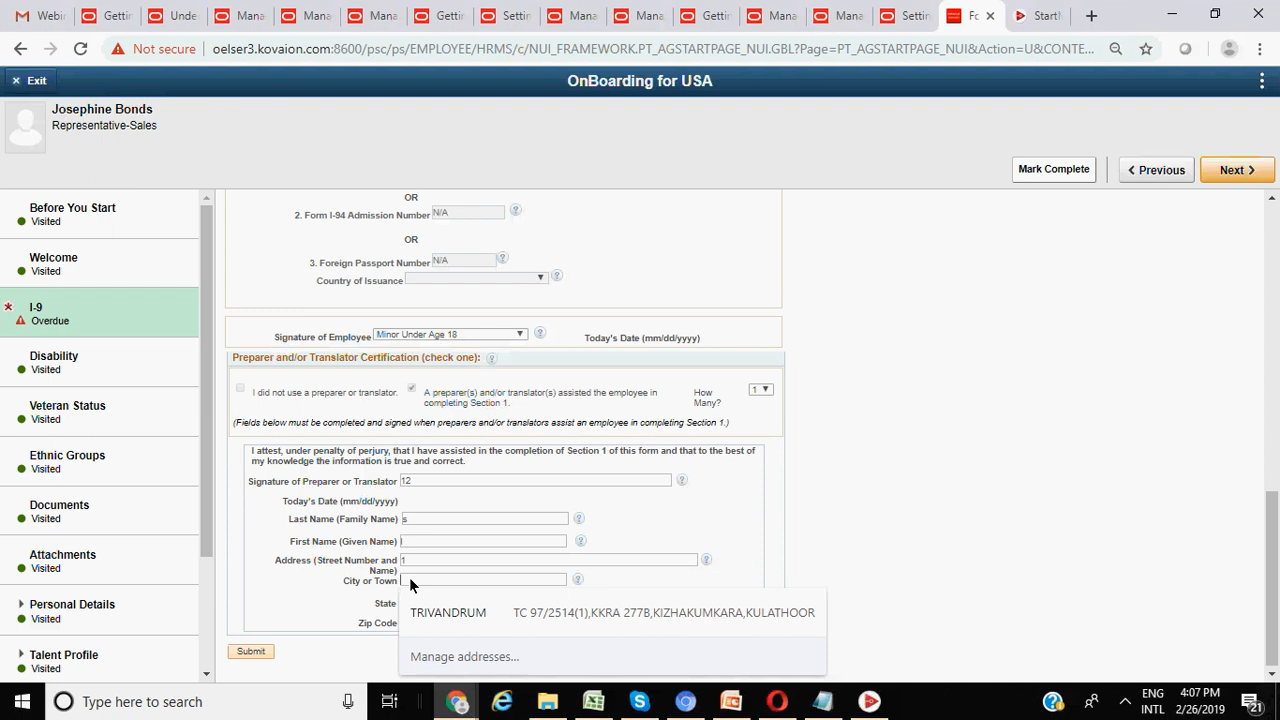 Webin
Gettin
Under
Mana
Mana
Mana
Gettin
Settin
Mana
Mana
Gettin
Mana
Mana
Settin
Fo
StartM
Not secure
oelser3.kovaion.com:8600/psc/ps/EMPLOYEE/HRMS/c/NUI_FRAMEWORK.PT_AGSTARTPAGE_NUI.GBL?Page=PT_AGSTARTPAGE_NUI&Action=U&CONTE...
Exit
OnBoarding for USA
Josephine Bonds
Representative-Sales
Mark Complete
Previous
Next
Before You Start
Visited
Welcome
Visited
I-9
Overdue
Disability
Visited
Veteran Status
Visited
Ethnic Groups
Visited
Documents
Visited
Attachments
Visited
Personal Details
Visited
Talent Profile
Visited
OR
2. Form I-94 Admission Number N/A
OR
3. Foreign Passport Number N/A
Country of Issuance
Signature of Employee Minor Under Age 18 Today's Date (mm/dd/yyyy)
Preparer and/or Translator Certification (check one):
I did not use a preparer or translator.
A preparer(s) and/or translator(s) assisted the employee in
completing Section 1.
How
Many?
1
(Fields below must be completed and signed when preparers and/or translators assist an employee in completing Section 1.)
I attest, under penalty of perjury, that I have assisted in the completion of Section 1 of this form and that to the best of
my knowledge the information is true and correct.
Signature of Preparer or Translator 12
Today's Date (mm/dd/yyyy)
Last Name (Family Name) s
First Name (Given Name) l
Address (Street Number and 1
Name)
City or Town
State
Zip Code
TRIVANDRUM TC 97/2514(1),KKRA 277B,KIZHAKUMKARA,KULATHOOR
Manage addresses...
Submit
Type here to search
ENG
INTL
4:07 PM
2/26/2019
21